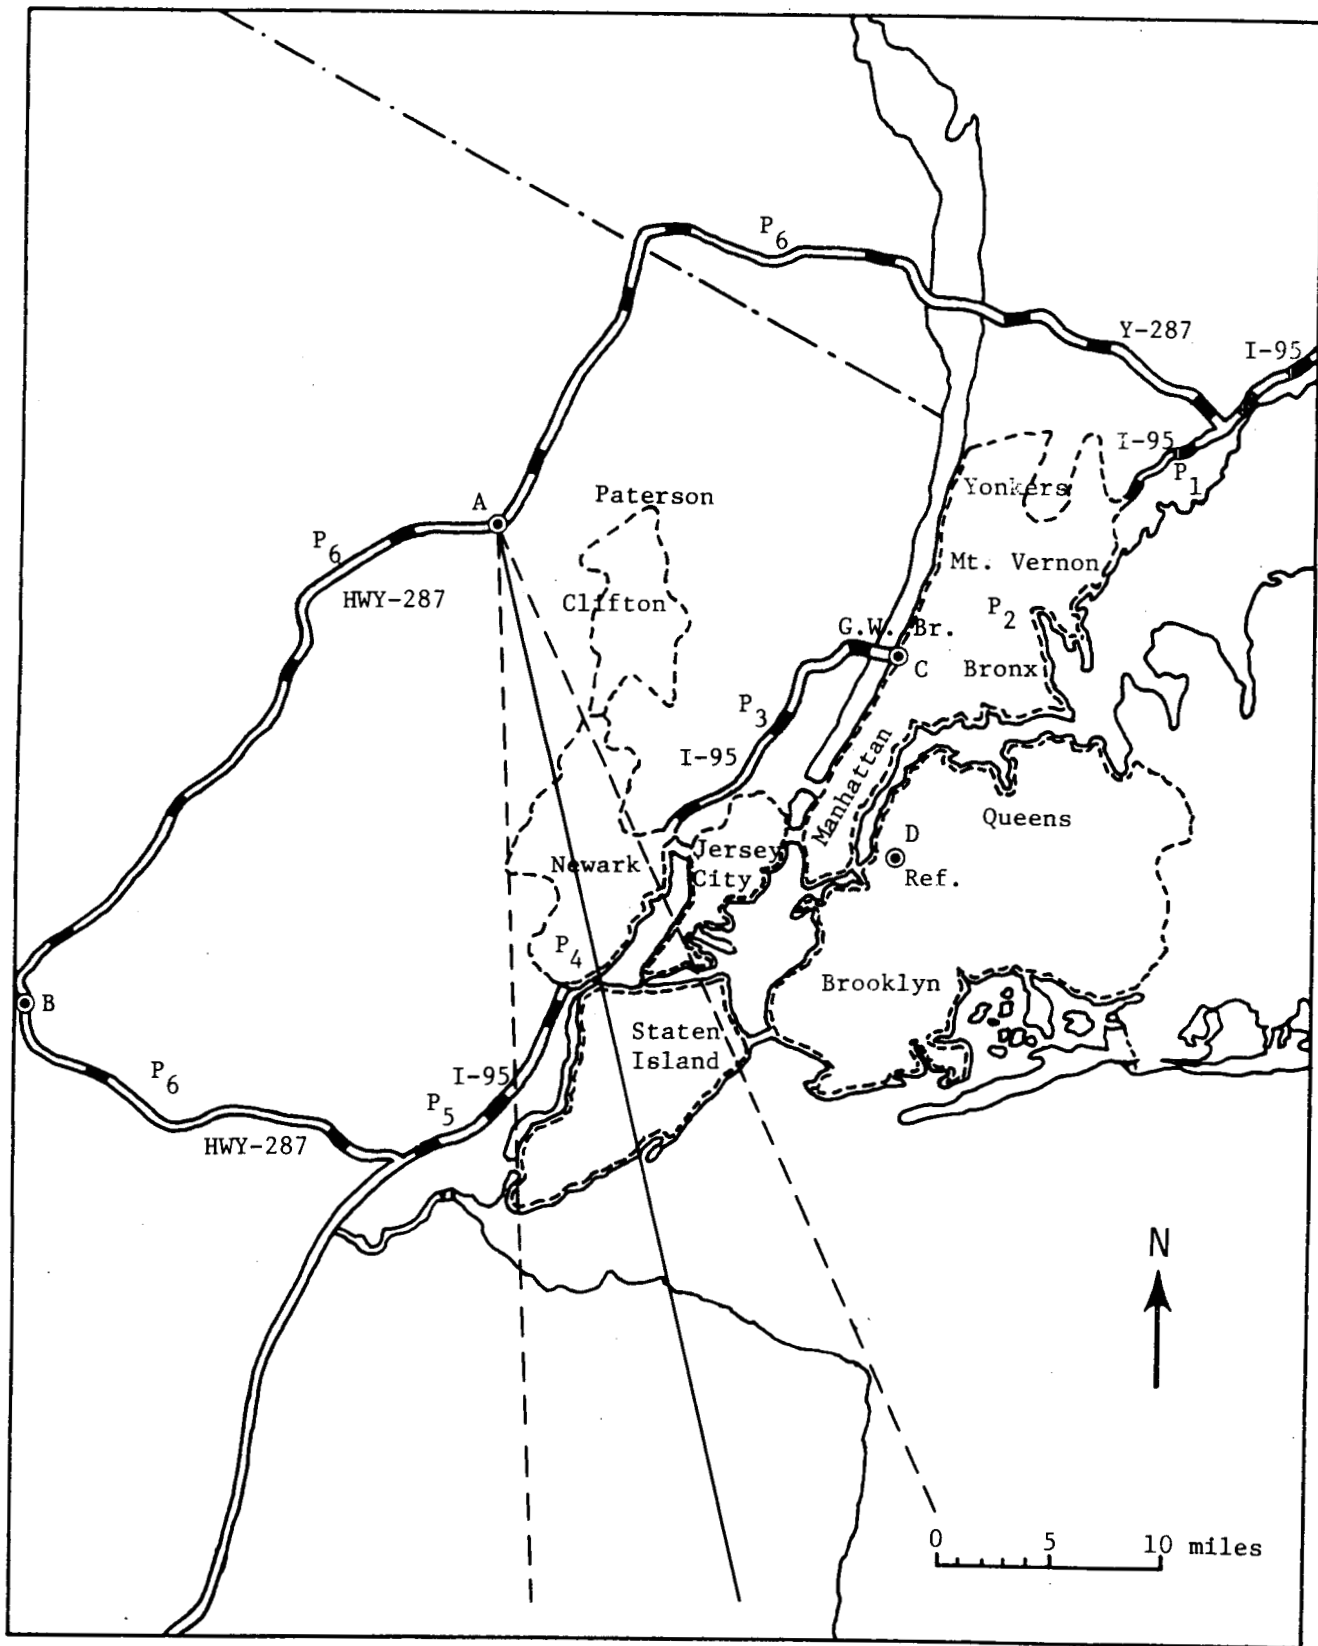 P6
Y-287
I-95
I-95
P1
Yonkers
Paterson
A
P6
HWY-287
Mt. Vernon
Clifton
P2
G.W. Br.
C
Bronx
P3
I-95
Manhattan
Queens
D
Ref.
Newark
Jersey
City
P4
Brooklyn
B
Staten
Island
P6
I-95
P5
HWY-287
N
0 5 10 miles